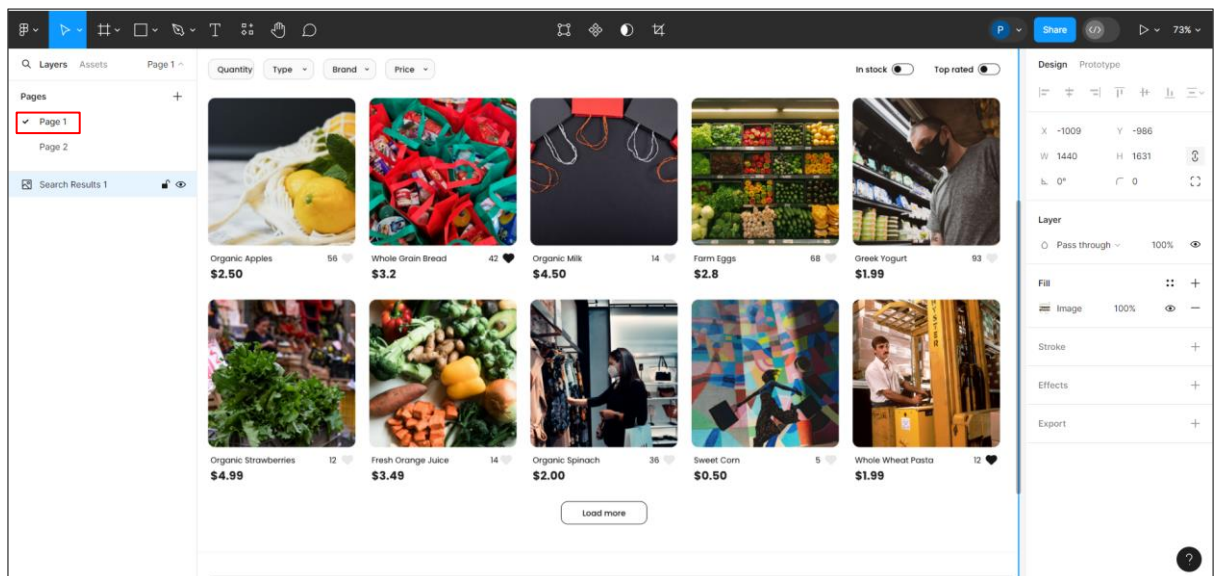 P Share 73%
Layers Assets Page 1
Pages
Page 1
Page 2
Search Results 1
Quantity Type Brand Price In stock Top rated
Organic Apples 56 Whole Grain Bread 42 Organic Milk 14 Farm Eggs 68 Greek Yogurt 93
$2.50 $3.2 $4.50 $2.8 $1.99
Organic Strawberries 12 Fresh Orange Juice 14 Organic Spinach 36 Sweet Corn 5 Whole Wheat Pasta 12
$4.99 $3.49 $2.00 $0.50 $1.99
Load more
Design Prototype
X -1009 Y -986
W 1440 H 1631
0° 0
Layer
Pass through 100%
Fill
Image 100%
Stroke
Effects
Export
?